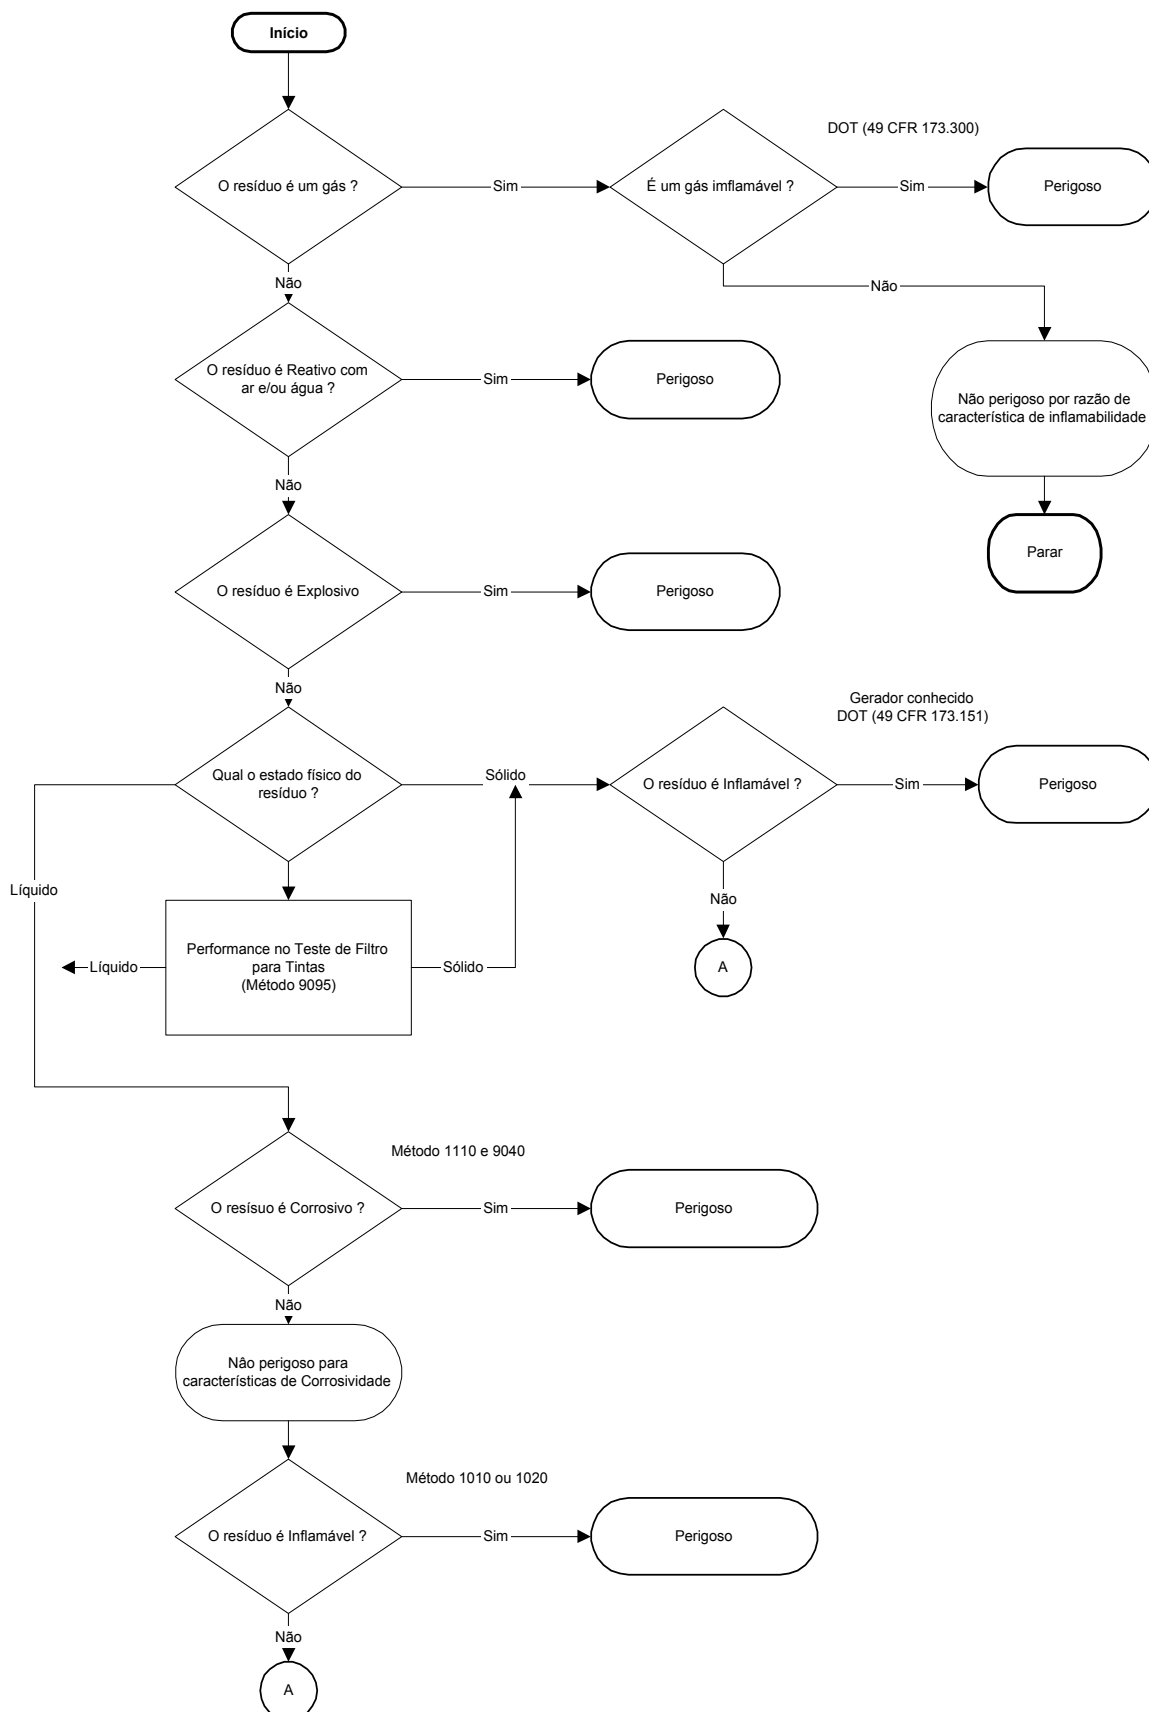 Início
DOT (49 CFR 173.300)
O resíduo é um gás ?
Sim
É um gás imflamável ?
Sim
Perigoso
Não
Não
O resíduo é Reativo com
ar e/ou água ?
Sim
Perigoso
Não perigoso por razão de
característica de inflamabilidade
Não
Parar
O resíduo é Explosivo
Sim
Perigoso
Não
Gerador conhecido
DOT (49 CFR 173.151)
Qual o estado físico do
resíduo ?
Sólido
O resíduo é Inflamável ?
Sim
Perigoso
Líquido
Não
Performance no Teste de Filtro
para Tintas
(Método 9095)
Líquido
Sólido
A
Método 1110 e 9040
O resísuo é Corrosivo ?
Sim
Perigoso
Não
Nâo perigoso para
características de Corrosividade
Método 1010 ou 1020
O resíduo é Inflamável ?
Sim
Perigoso
Não
A